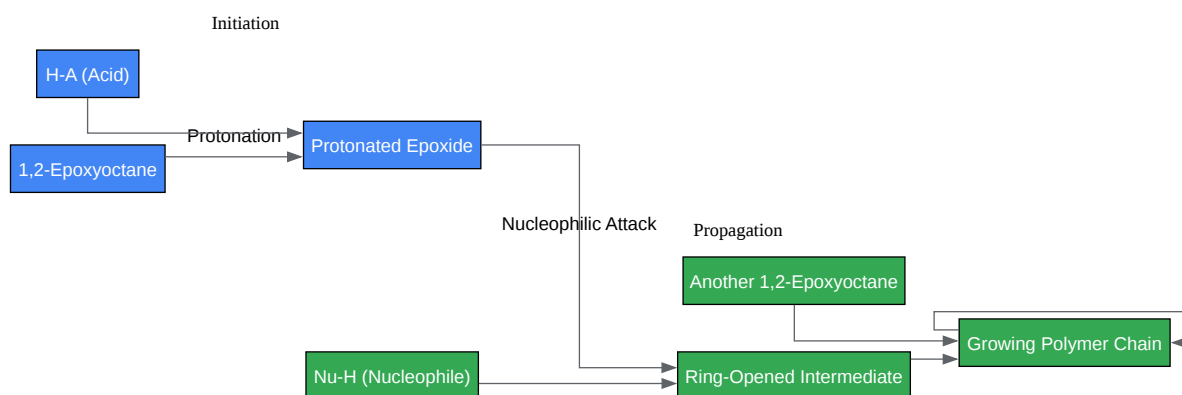 Initiation
H-A (Acid)
Protonation
Protonated Epoxide
1,2-Epoxyoctane
Nucleophilic Attack
Propagation
Another 1,2-Epoxyoctane
Growing Polymer Chain
Nu-H (Nucleophile)
Ring-Opened Intermediate